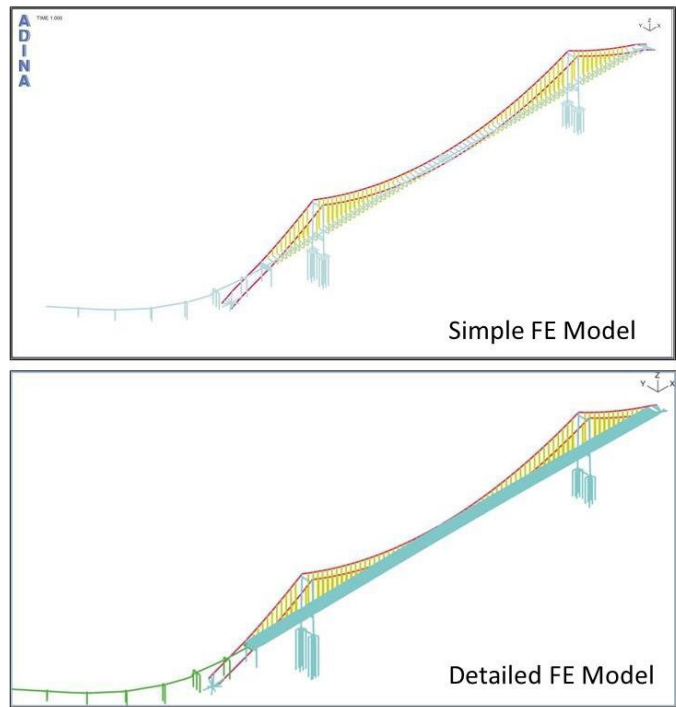 ADINA
TIME 1.000
Z
Y X
Simple FE Model
Z
Y X
Detailed FE Model